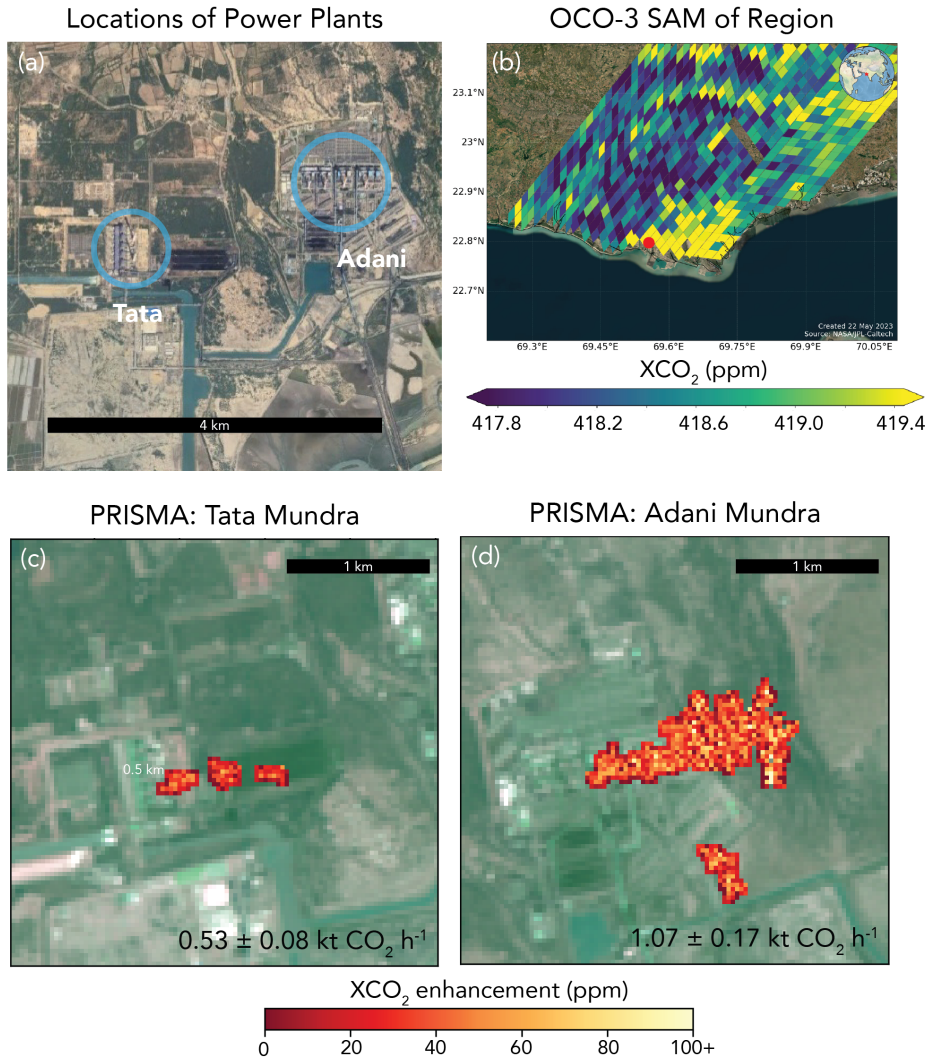 Locations of Power Plants
OCO-3 SAM of Region
(a)
Adani
Tata
4 km
(b)
23.1°N
23°N
22.9°N
22.8°N
22.7°N
Created 22 May 2023
Source: NASA/JPL-Caltech
69.3°E 69.45°E 69.6°E 69.75°E 69.9°E 70.05°E
XCO₂ (ppm)
417.8 418.2 418.6 419.0 419.4
PRISMA: Tata Mundra
PRISMA: Adani Mundra
(c)
1 km
0.5 km
0.53 ± 0.08 kt CO₂ h⁻¹
(d)
1 km
1.07 ± 0.17 kt CO₂ h⁻¹
XCO₂ enhancement (ppm)
0 20 40 60 80 100+